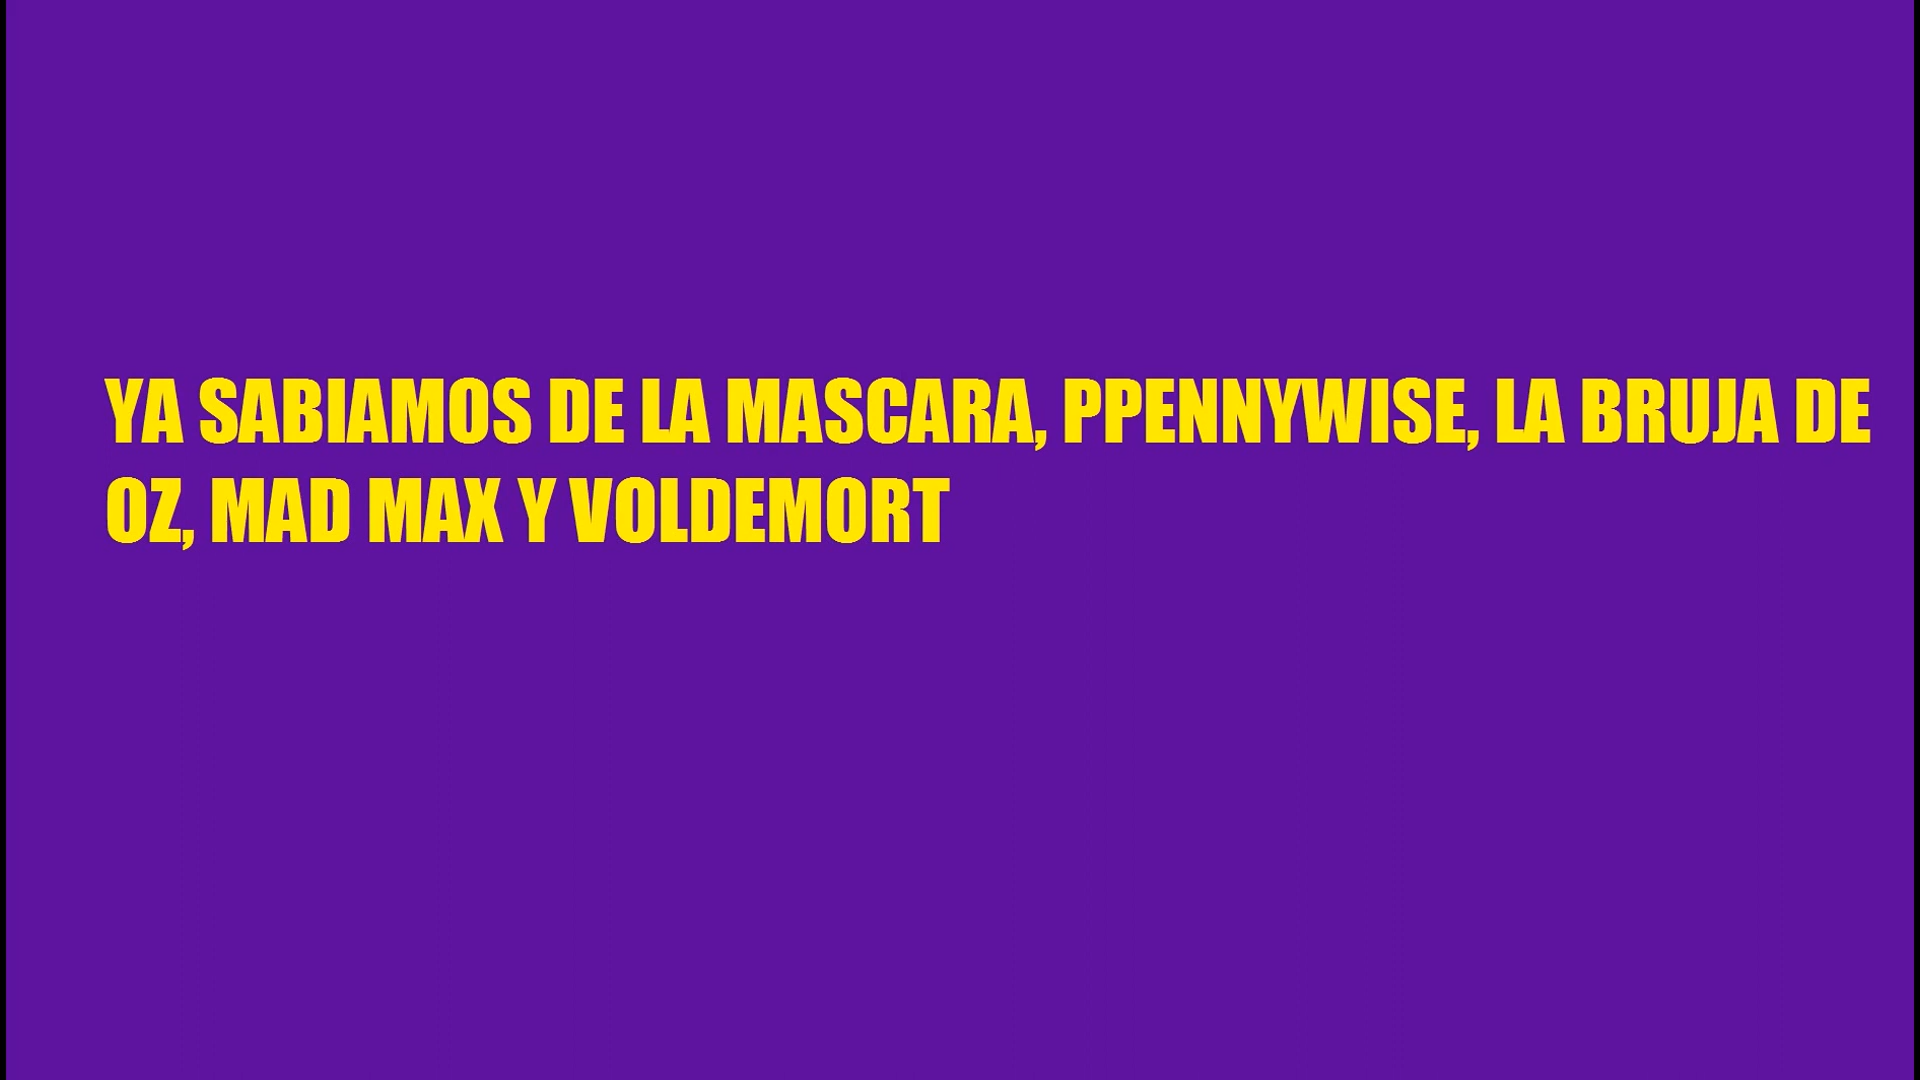 YA SABIAMOS DE LA MASCARA, PPENNYWISE, LA BRUJA DE
OZ, MAD MAX Y VOLDEMORT